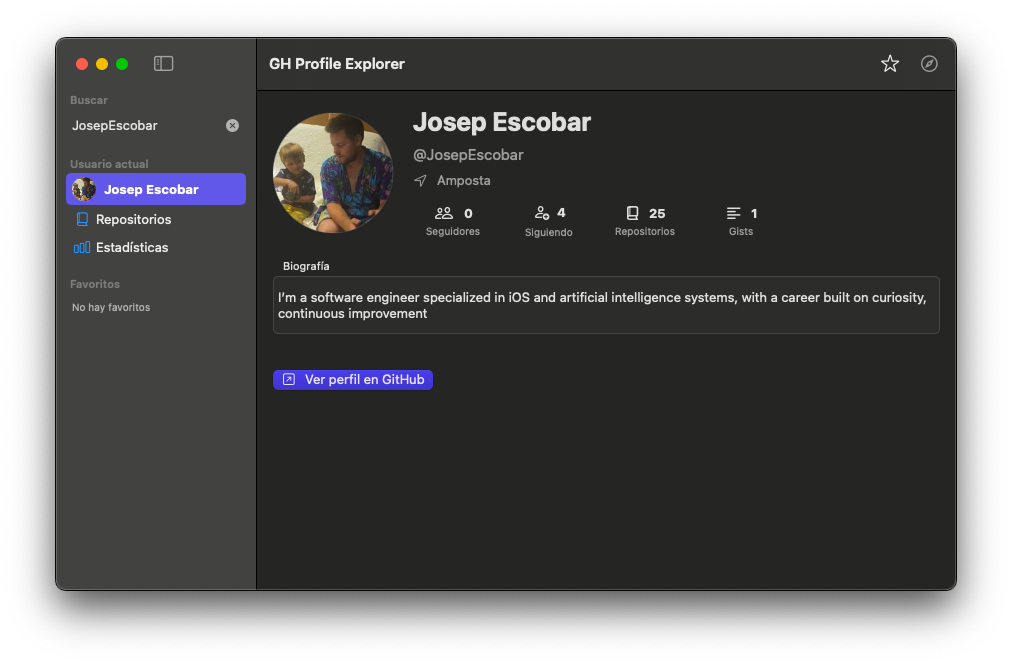 GH Profile Explorer
Buscar
JosepEscobar
Usuario actual
Josep Escobar
Repositorios
Estadísticas
Favoritos
No hay favoritos
Josep Escobar
@JosepEscobar
Amposta
0
Seguidores
4
Siguiendo
25
Repositorios
1
Gists
Biografía
I'm a software engineer specialized in iOS and artificial intelligence systems, with a career built on curiosity,
continuous improvement
Ver perfil en GitHub